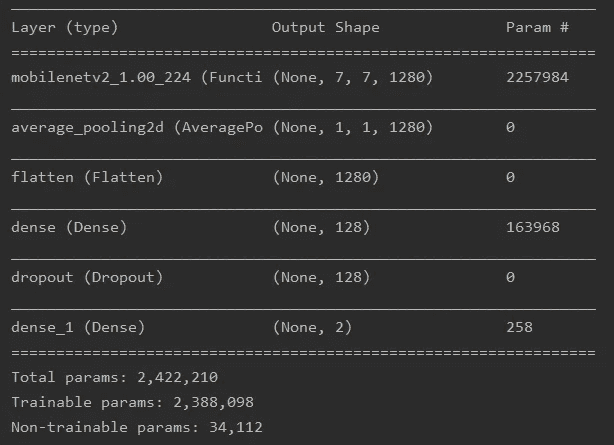 Layer (type) Output Shape Param #
mobilenetv2_1.00_224 (Functi (None, 7, 7, 1280) 2257984
average_pooling2d (AveragePo (None, 1, 1, 1280) 0
flatten (Flatten) (None, 1280) 0
dense (Dense) (None, 128) 163968
dropout (Dropout) (None, 128) 0
dense_1 (Dense) (None, 2) 258
Total params: 2,422,210
Trainable params: 2,388,098
Non-trainable params: 34,112